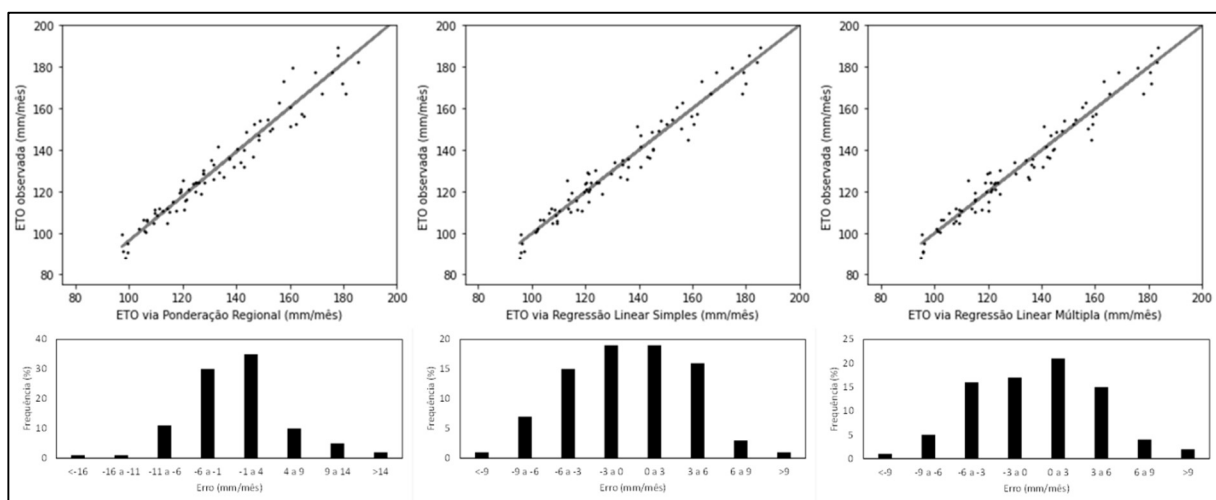 200
180
160
140
120
100
80
ETO observada (mm/mês)
80 100 120 140 160 180 200
ETO via Ponderação Regional (mm/mês)
200
180
160
140
120
100
80
ETO observada (mm/mês)
80 100 120 140 160 180 200
ETO via Regressão Linear Simples (mm/mês)
200
180
160
140
120
100
80
ETO observada (mm/mês)
80 100 120 140 160 180 200
ETO via Regressão Linear Múltipla (mm/mês)
40
30
20
10
0
Frequência (%)
<-16 -16 a -11 -11 a -6 -6 a -1 -1 a 4 4 a 9 9 a 14 >14
Erro (mm/mês)
20
15
10
5
0
Frequência (%)
<-9 -9 a -6 -6 a -3 -3 a 0 0 a 3 3 a 6 6 a 9 >9
Erro (mm/mês)
25
20
15
10
5
0
Frequência (%)
<-9 -9 a -6 -6 a -3 -3 a 0 0 a 3 3 a 6 6 a 9 >9
Erro (mm/mês)